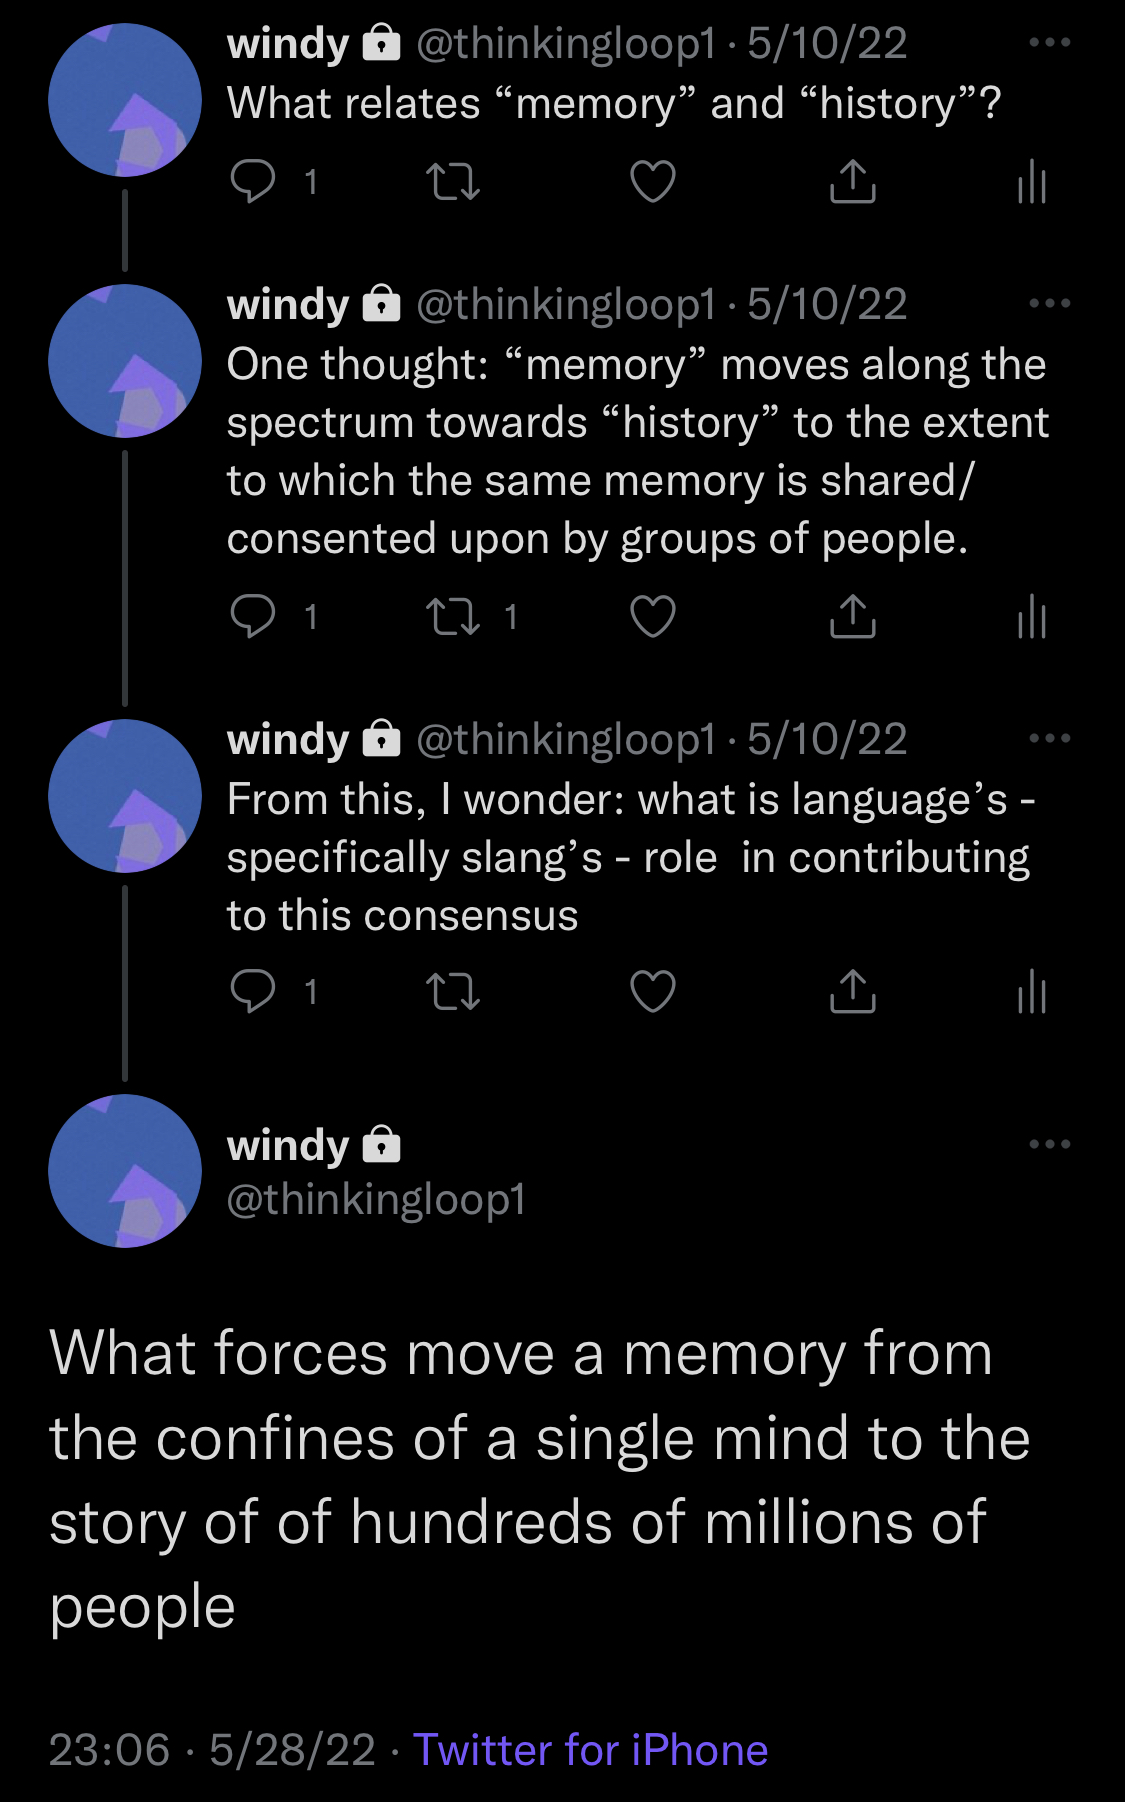 windy @thinkingloop1 · 5/10/22
What relates “memory” and “history”?
1
windy @thinkingloop1 · 5/10/22
One thought: “memory” moves along the
spectrum towards “history” to the extent
to which the same memory is shared/
consented upon by groups of people.
1 1
windy @thinkingloop1 · 5/10/22
From this, I wonder: what is language’s -
specifically slang’s - role  in contributing
to this consensus
1
windy
@thinkingloop1
What forces move a memory from
the confines of a single mind to the
story of of hundreds of millions of
people
23:06 · 5/28/22 · Twitter for iPhone